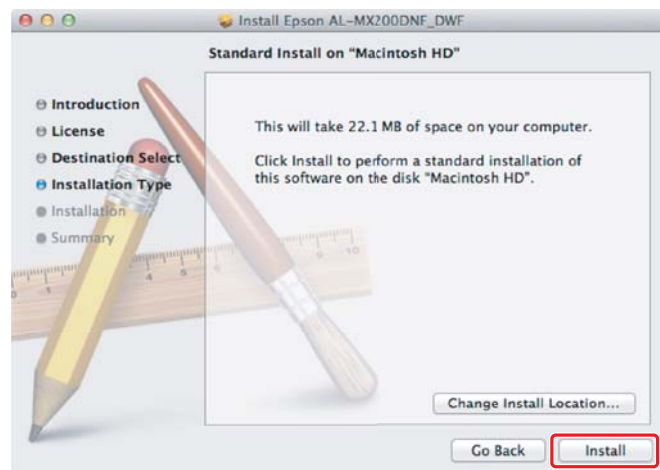 Install Epson AL-MX200DNF_DWF
Standard Install on "Macintosh HD"
Introduction
License
Destination Select
Installation Type
Installation
Summary
This will take 22.1 MB of space on your computer.
Click Install to perform a standard installation of
this software on the disk "Macintosh HD".
Change Install Location...
Go Back
Install